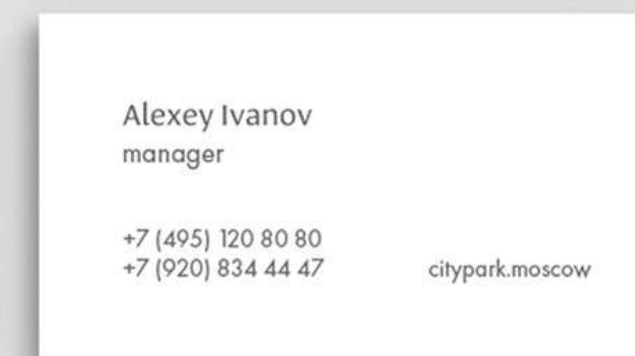 Alexey Ivanov
manager
+7 (495) 120 80 80
+7 (920) 834 44 47
citypark.moscow